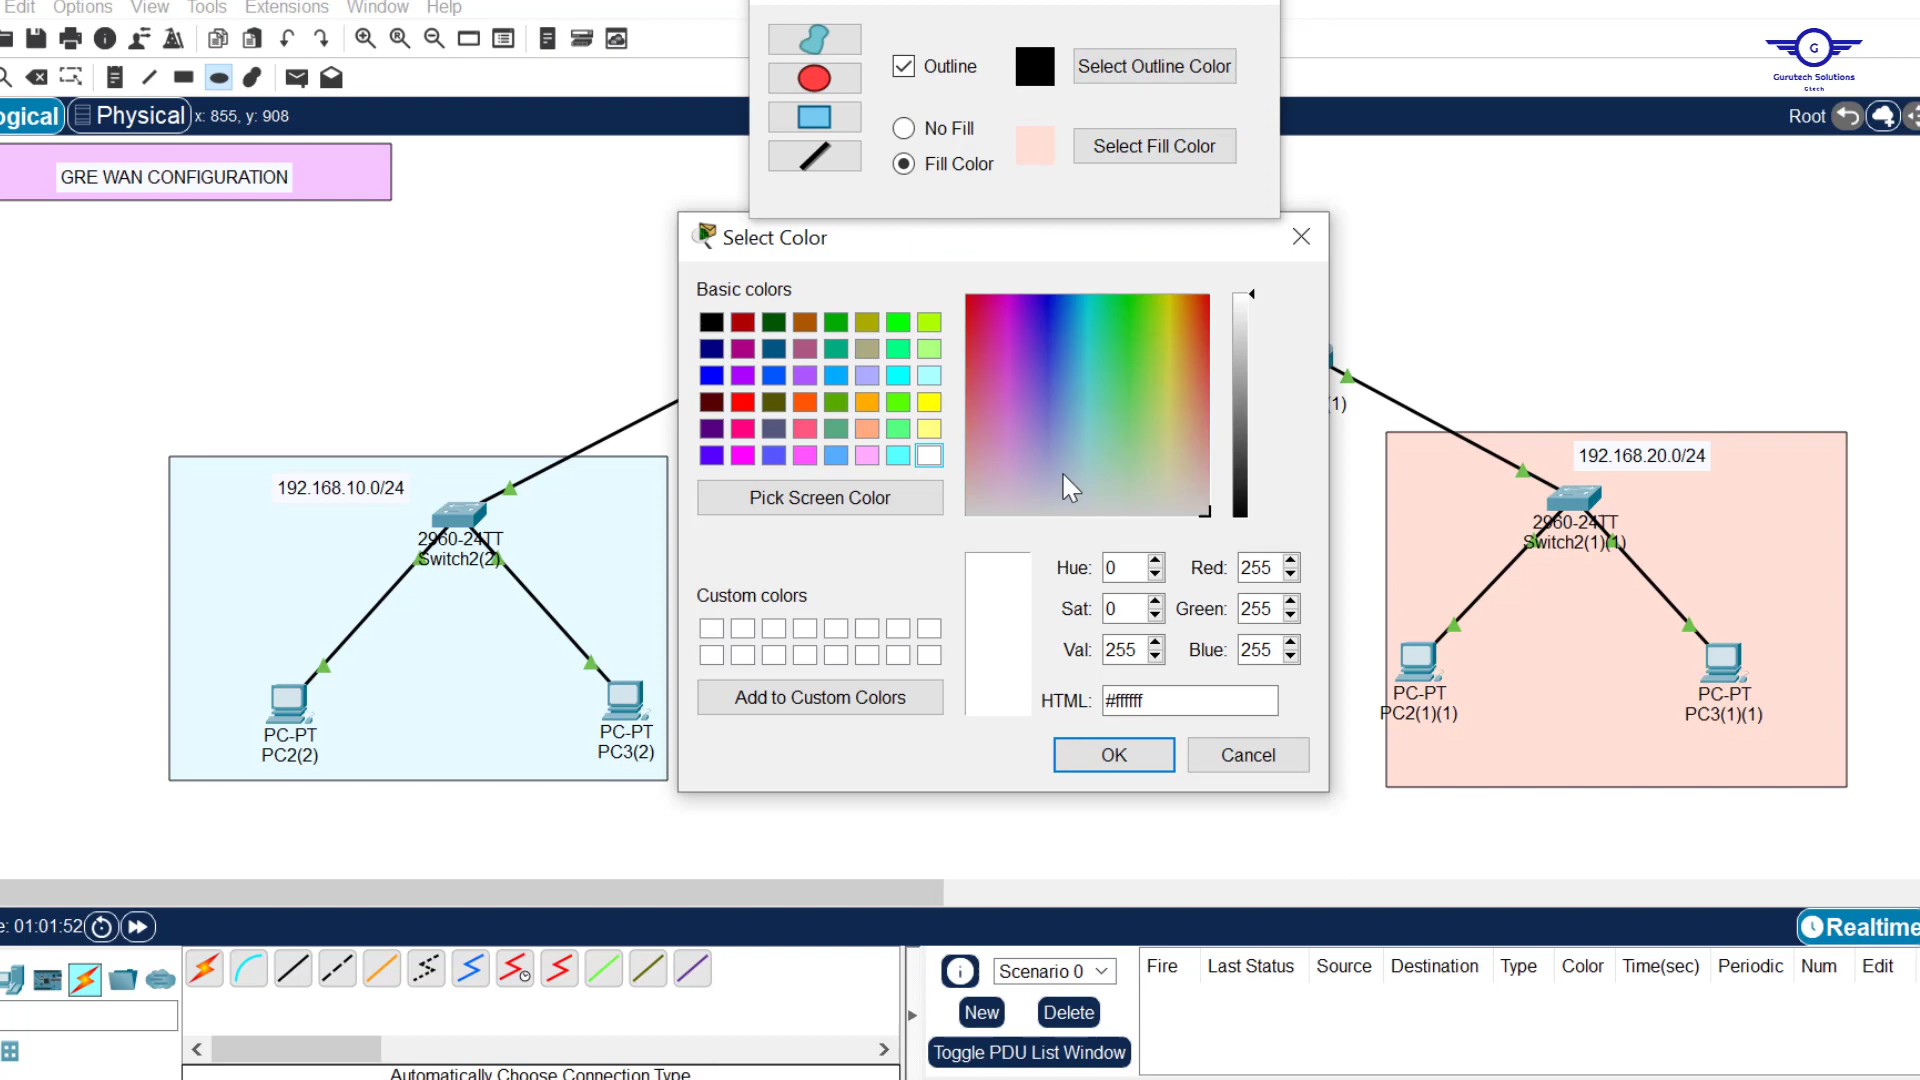 Edit Options View Tools Extensions Window Help
Outline
Select Outline Color
No Fill
Fill Color
Select Fill Color
G
Gurutech Solutions
Gtech
ogical Physical x: 855, y: 908
Root
GRE WAN CONFIGURATION
Select Color
Basic colors
Pick Screen Color
Custom colors
Add to Custom Colors
Hue: 0 Red: 255
Sat: 0 Green: 255
Val: 255 Blue: 255
HTML: #ffffff
OK Cancel
192.168.10.0/24
2960-24TT
Switch2(2)
PC-PT
PC2(2)
PC-PT
PC3(2)
(1)
192.168.20.0/24
2960-24TT
Switch2(1)(1)
PC-PT
PC2(1)(1)
PC-PT
PC3(1)(1)
e: 01:01:52
Realtime
Scenario 0
New Delete
Toggle PDU List Window
Fire Last Status Source Destination Type Color Time(sec) Periodic Num Edit
Automatically Choose Connection Type